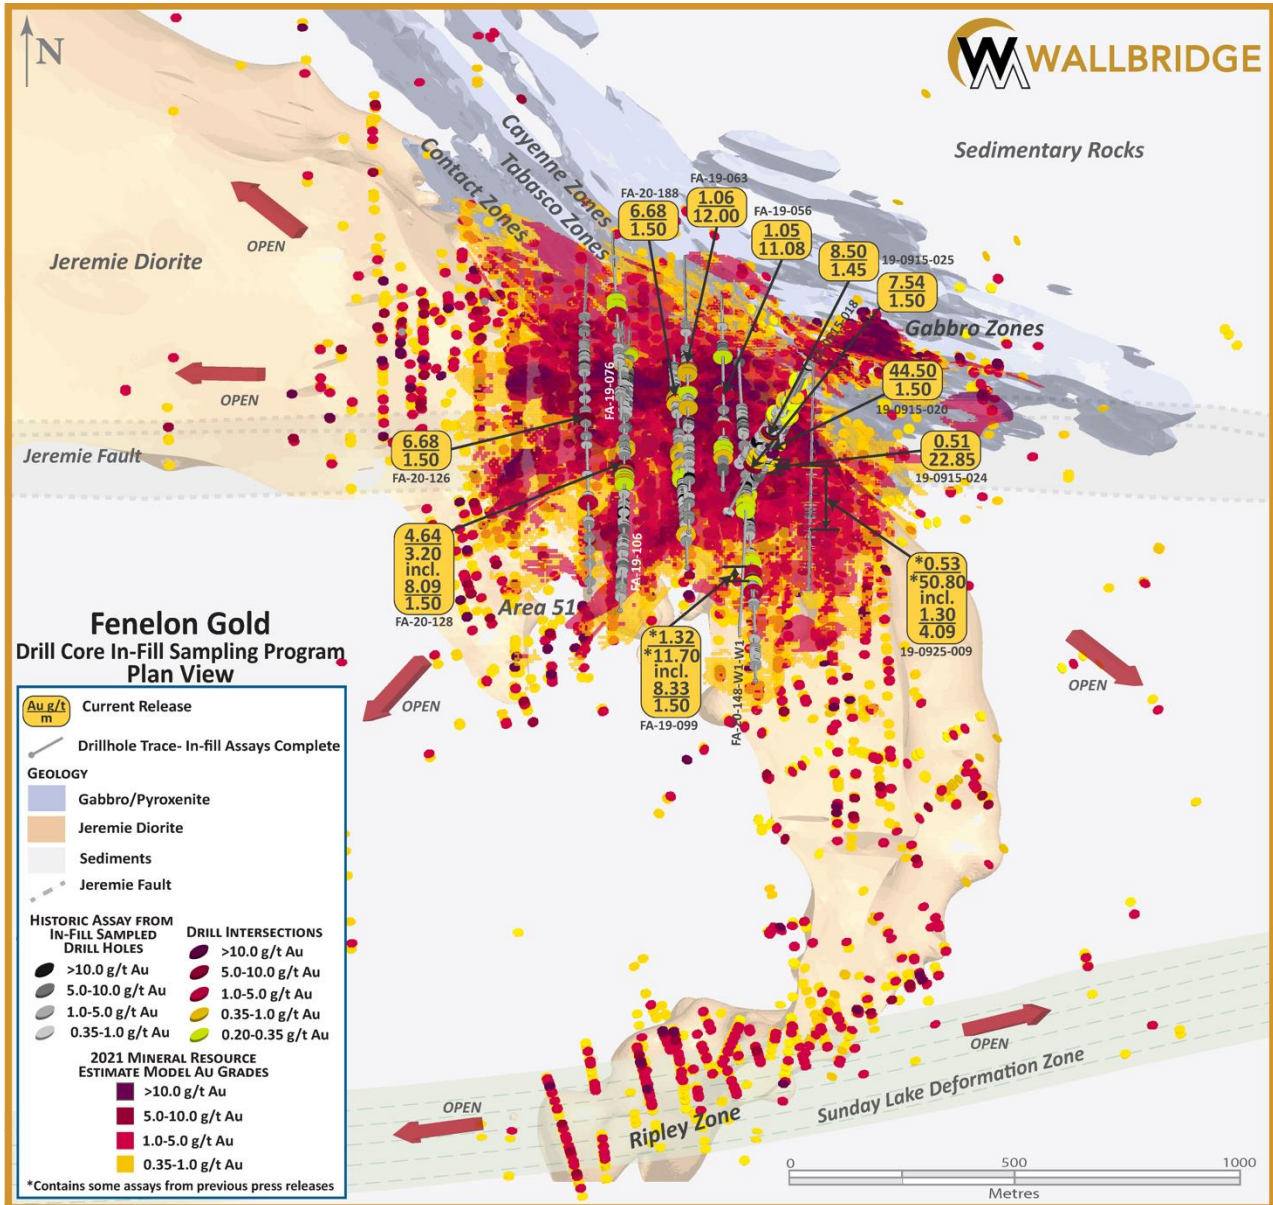 N
WALLBRIDGE
Sedimentary Rocks
Cayenne Zones
Tabasco Zones
Contact Zones
Gabbro Zones
Jeremie Diorite
Jeremie Fault
OPEN
OPEN
FA-20-188
6.68
1.50
FA-19-063
1.06
12.00
FA-19-056
1.05
11.08
8.50
1.45
19-0915-025
7.54
1.50
44.50
1.50
19-0915-020
0.51
22.85
19-0915-024
FA-19-076
6.68
1.50
FA-20-126
4.64
3.20
incl.
8.09
1.50
FA-20-128
FA-19-106
Area 51
*1.32
*11.70
incl.
8.33
1.50
FA-19-099
FA-20-148-W1-W1
*0.53
*50.80
incl.
1.30
4.09
19-0925-009
OPEN
OPEN
OPEN
OPEN
Ripley Zone
Sunday Lake Deformation Zone
0 500 1000
Metres
Fenelon Gold
Drill Core In-Fill Sampling Program
Plan View
Au g/t
m
Current Release
Drillhole Trace- In-fill Assays Complete
GEOLOGY
Gabbro/Pyroxenite
Jeremie Diorite
Sediments
Jeremie Fault
HISTORIC ASSAY FROM
IN-FILL SAMPLED
DRILL HOLES
>10.0 g/t Au
5.0-10.0 g/t Au
1.0-5.0 g/t Au
0.35-1.0 g/t Au
DRILL INTERSECTIONS
>10.0 g/t Au
5.0-10.0 g/t Au
1.0-5.0 g/t Au
0.35-1.0 g/t Au
0.20-0.35 g/t Au
2021 MINERAL RESOURCE
ESTIMATE MODEL AU GRADES
>10.0 g/t Au
5.0-10.0 g/t Au
1.0-5.0 g/t Au
0.35-1.0 g/t Au
*Contains some assays from previous press releases